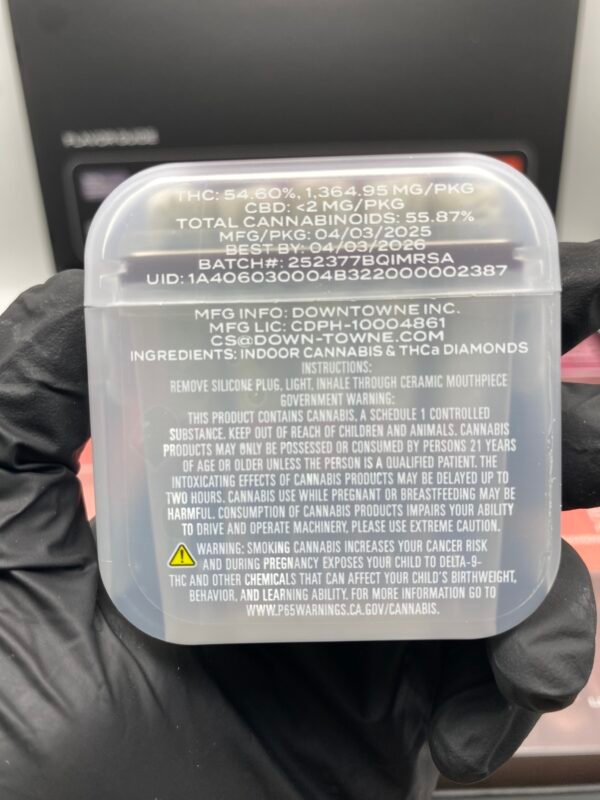 FLAVOR GUIDE
THC: 54.60%, 1,364.95 MG/PKG
CBD: <2 MG/PKG
TOTAL CANNABINOIDS: 55.87%
MFG/PKG: 04/03/2025
BEST BY: 04/03/2026
BATCH#: 252377BQIMRSA
UID: 1A406030004B322000002387
MFG INFO: DOWNTOWNE INC.
MFG LIC: CDPH-10004861
CS@DOWN-TOWNE.COM
INGREDIENTS: INDOOR CANNABIS & THCa DIAMONDS
INSTRUCTIONS:
REMOVE SILICONE PLUG, LIGHT, INHALE THROUGH CERAMIC MOUTHPIECE
GOVERNMENT WARNING:
THIS PRODUCT CONTAINS CANNABIS, A SCHEDULE 1 CONTROLLED
SUBSTANCE. KEEP OUT OF REACH OF CHILDREN AND ANIMALS. CANNABIS
PRODUCTS MAY ONLY BE POSSESSED OR CONSUMED BY PERSONS 21 YEARS
OF AGE OR OLDER UNLESS THE PERSON IS A QUALIFIED PATIENT. THE
INTOXICATING EFFECTS OF CANNABIS PRODUCTS MAY BE DELAYED UP TO
TWO HOURS. CANNABIS USE WHILE PREGNANT OR BREASTFEEDING MAY BE
HARMFUL. CONSUMPTION OF CANNABIS PRODUCTS IMPAIRS YOUR ABILITY
TO DRIVE AND OPERATE MACHINERY, PLEASE USE EXTREME CAUTION.
WARNING: SMOKING CANNABIS INCREASES YOUR CANCER RISK
AND DURING PREGNANCY EXPOSES YOUR CHILD TO DELTA-9-
THC AND OTHER CHEMICALS THAT CAN AFFECT YOUR CHILD'S BIRTHWEIGHT,
BEHAVIOR, AND LEARNING ABILITY. FOR MORE INFORMATION GO TO
WWW.P65WARNINGS.CA.GOV/CANNABIS.